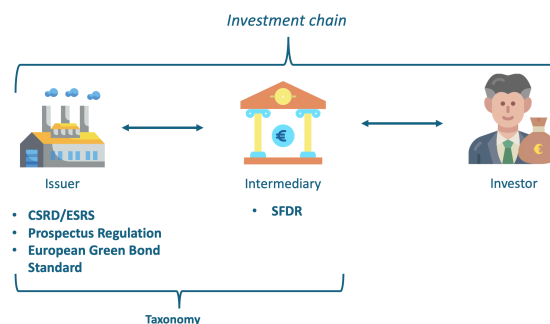 Investment chain
€
€
Issuer
Intermediary
Investor
• CSRD/ESRS
• SFDR
• Prospectus Regulation
• European Green Bond
Standard
Taxonomy